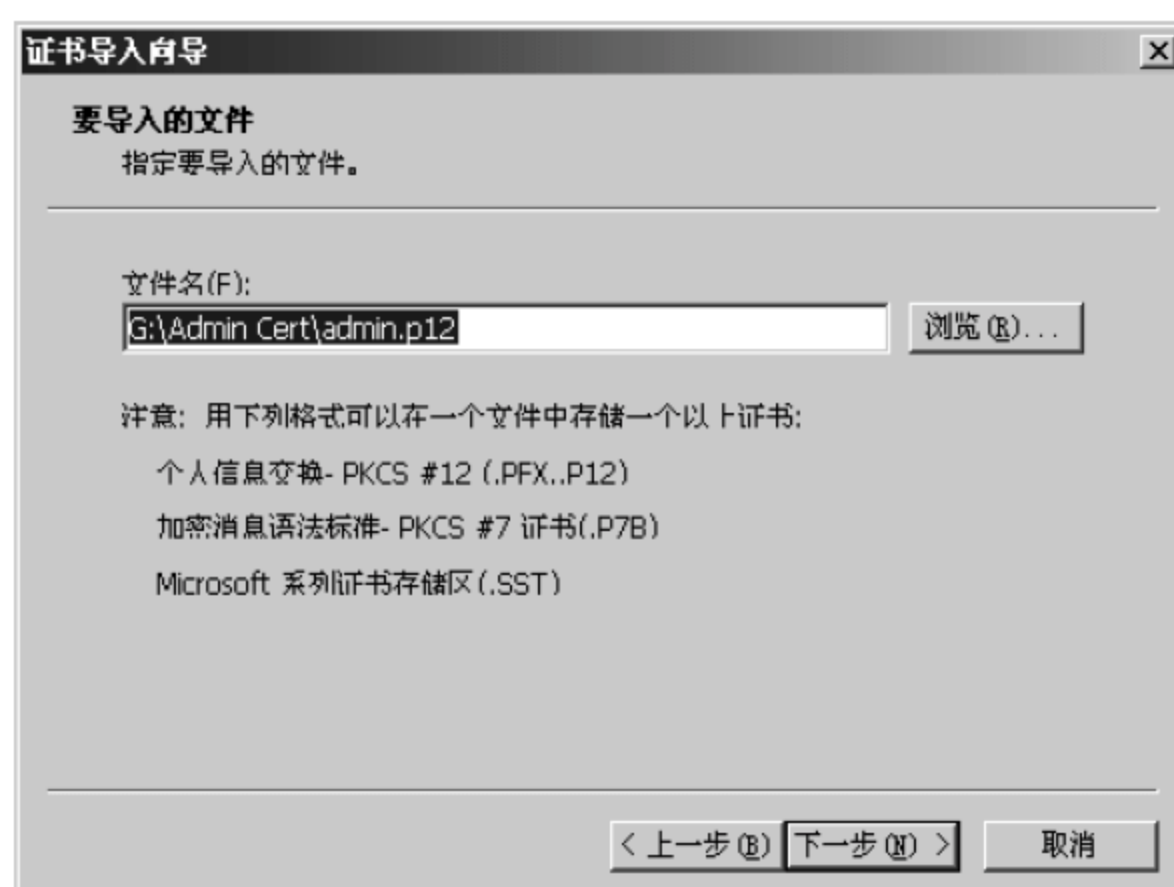 证书导入向导
要导入的文件
指定要导入的文件。
文件名(F):
G:\Admin Cert\admin.p12
浏览(R)...
注意: 用下列格式可以在一个文件中存储一个以上证书:
个人信息交换- PKCS #12 (.PFX,.P12)
加密消息语法标准- PKCS #7 证书(.P7B)
Microsoft 系列证书存储区(.SST)
< 上一步(B) 下一步(N) > 取消